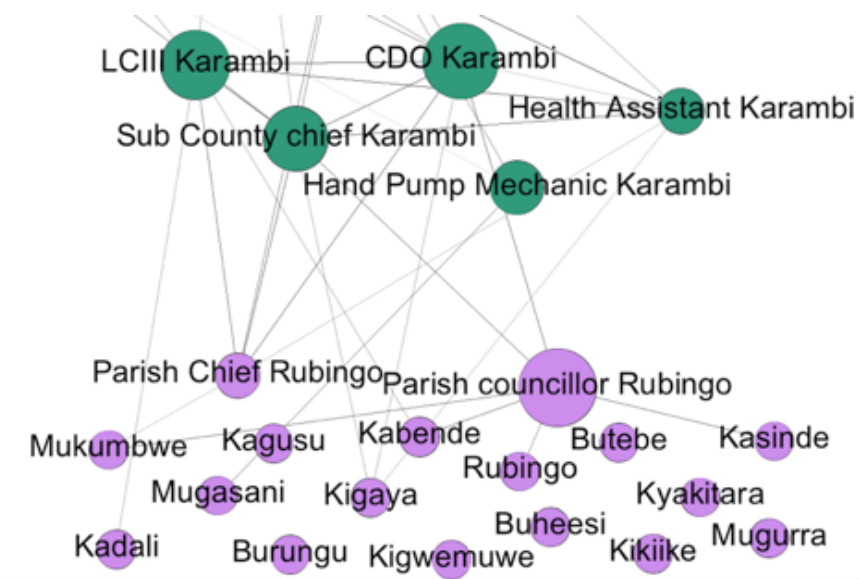 LCIII Karambi
CDO Karambi
Health Assistant Karambi
Sub County chief Karambi
Hand Pump Mechanic Karambi
Parish Chief Rubingo
Parish councillor Rubingo
Mukumbwe
Kagusu
Kabende
Butebe
Kasinde
Rubingo
Mugasani
Kigaya
Kyakitara
Buheesi
Mugurra
Kadali
Burungu
Kigwemuwe
Kikiike